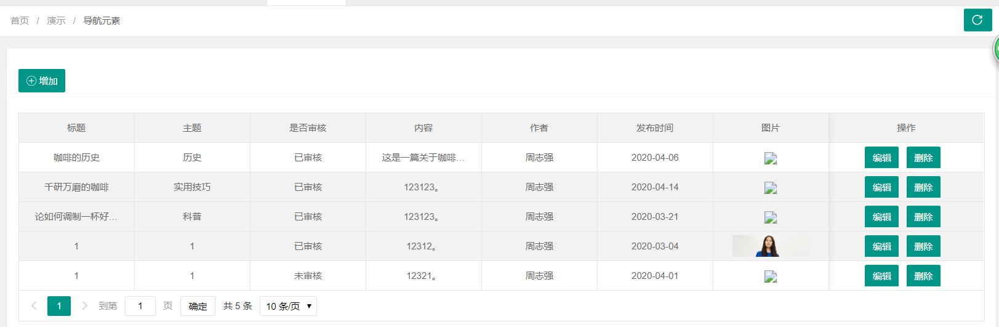 首页 / 演示 / 导航元素
增加
标题 主题 是否审核 内容 作者 发布时间 图片 操作
咖啡的历史 历史 已审核 这是一篇关于咖啡... 周志强 2020-04-06 编辑 删除
千研万磨的咖啡 实用技巧 已审核 123123。 周志强 2020-04-14 编辑 删除
论如何调制一杯好... 科普 已审核 123123。 周志强 2020-03-21 编辑 删除
1 1 已审核 12312。 周志强 2020-03-04 编辑 删除
1 1 未审核 12321。 周志强 2020-04-01 编辑 删除
1 到第 1 页 确定 共 5 条 10 条/页